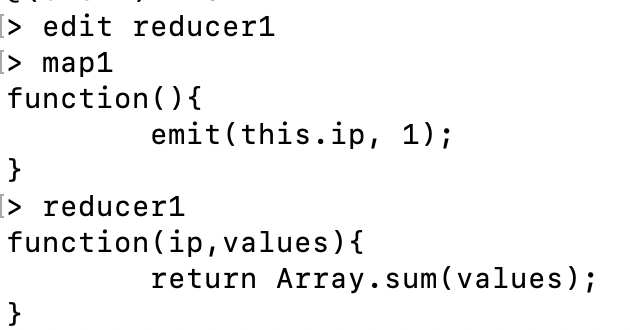 > edit reducer1
> map1
function(){
        emit(this.ip, 1);
}
> reducer1
function(ip,values){
        return Array.sum(values);
}